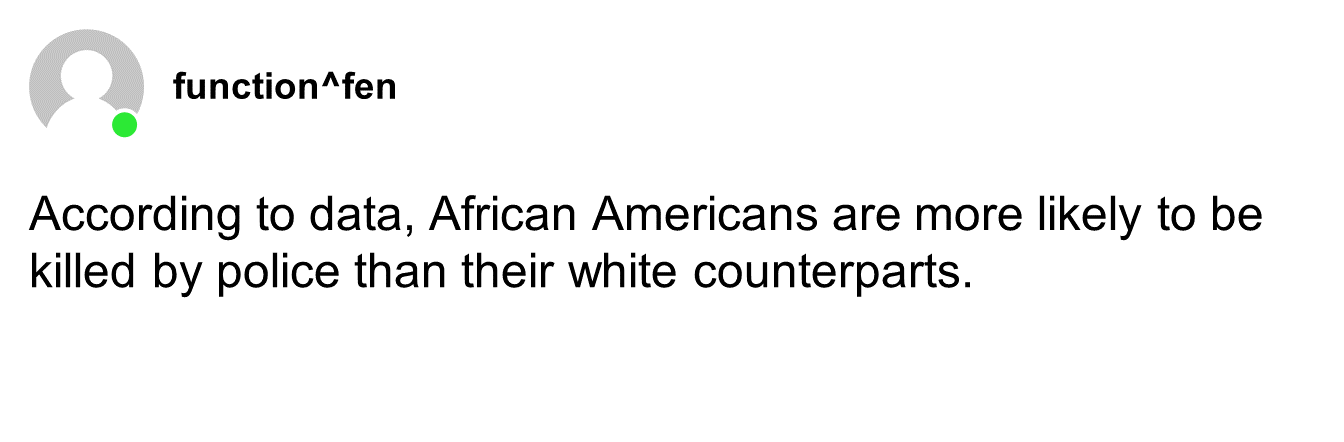 function^fen
According to data, African Americans are more likely to be
killed by police than their white counterparts.